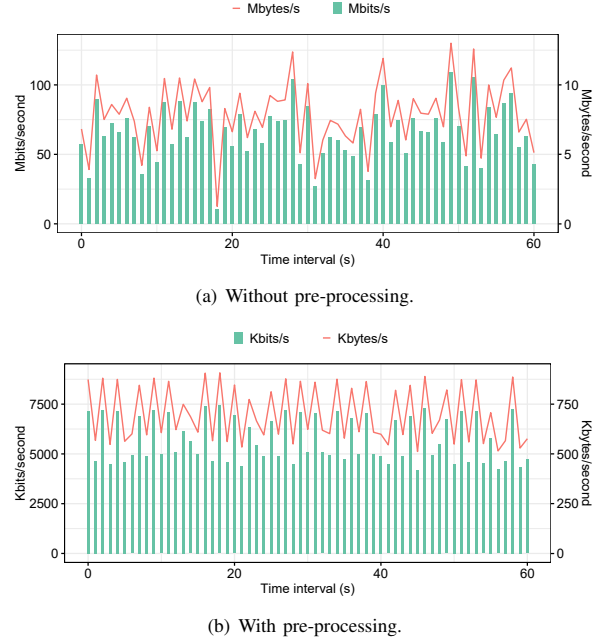 Mbytes/s Mbits/s
100
50
0
10
5
0
Mbits/second
Mbytes/second
0 20 40 60
Time interval (s)
(a) Without pre-processing.
Kbits/s Kbytes/s
7500
5000
2500
0
750
500
250
0
Kbits/second
Kbytes/second
0 20 40 60
Time interval (s)
(b) With pre-processing.